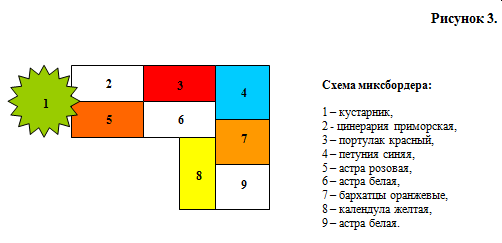 Рисунок 3.
1
2
3
4
5
6
7
8
9
Схема миксбордера:
1 – кустарник,
2 - цинерария приморская,
3 – портулак красный,
4 – петуния синяя,
5 – астра розовая,
6 – астра белая,
7 – бархатцы оранжевые,
8 – календула желтая,
9 – астра белая.